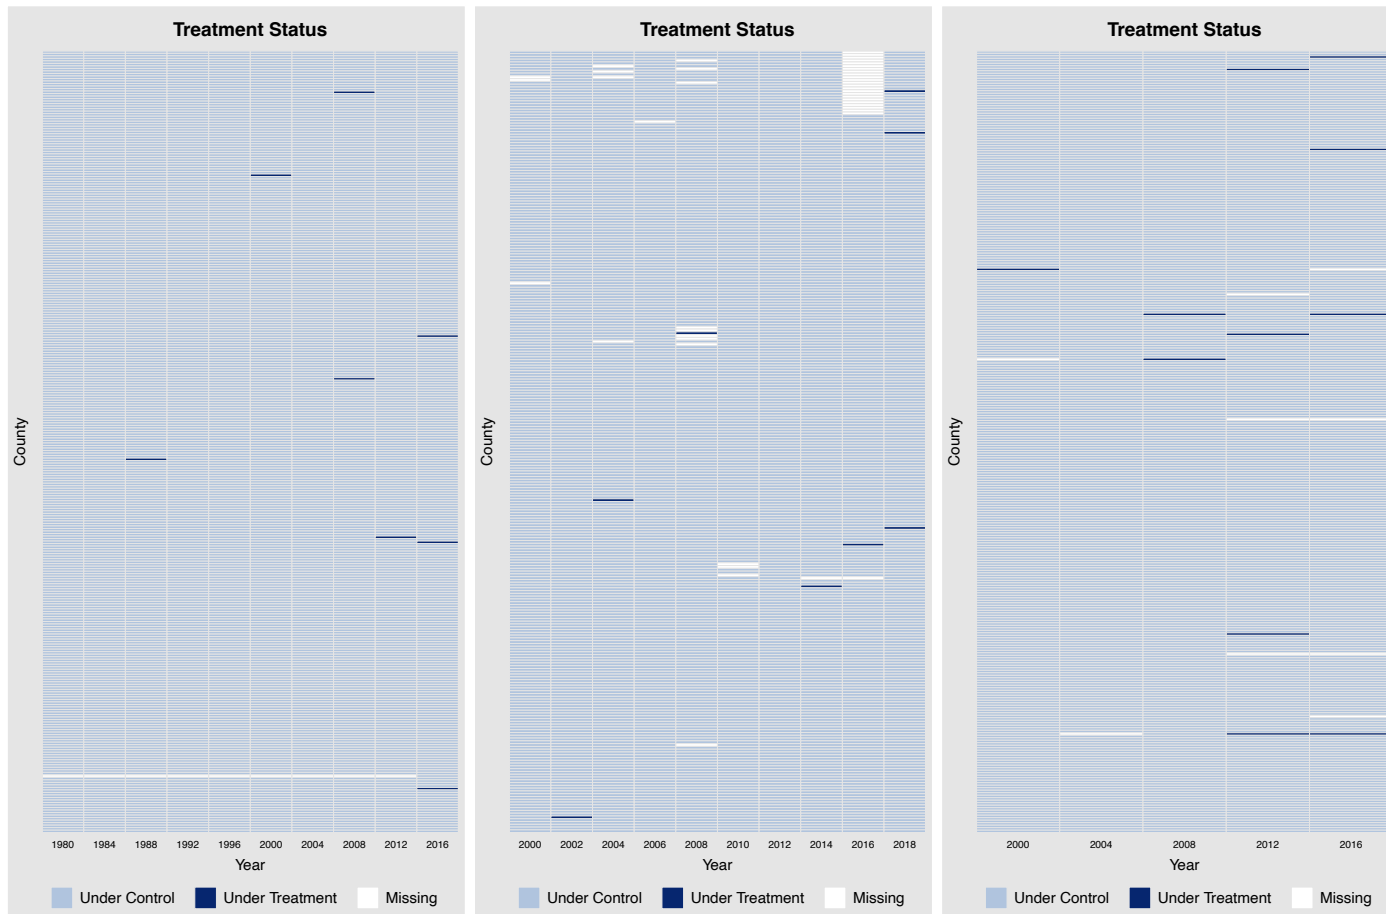 Treatment Status
County
1980 1984 1988 1992 1996 2000 2004 2008 2012 2016
Year
Under Control Under Treatment Missing
Treatment Status
County
2000 2002 2004 2006 2008 2010 2012 2014 2016 2018
Year
Under Control Under Treatment Missing
Treatment Status
County
2000 2004 2008 2012 2016
Year
Under Control Under Treatment Missing